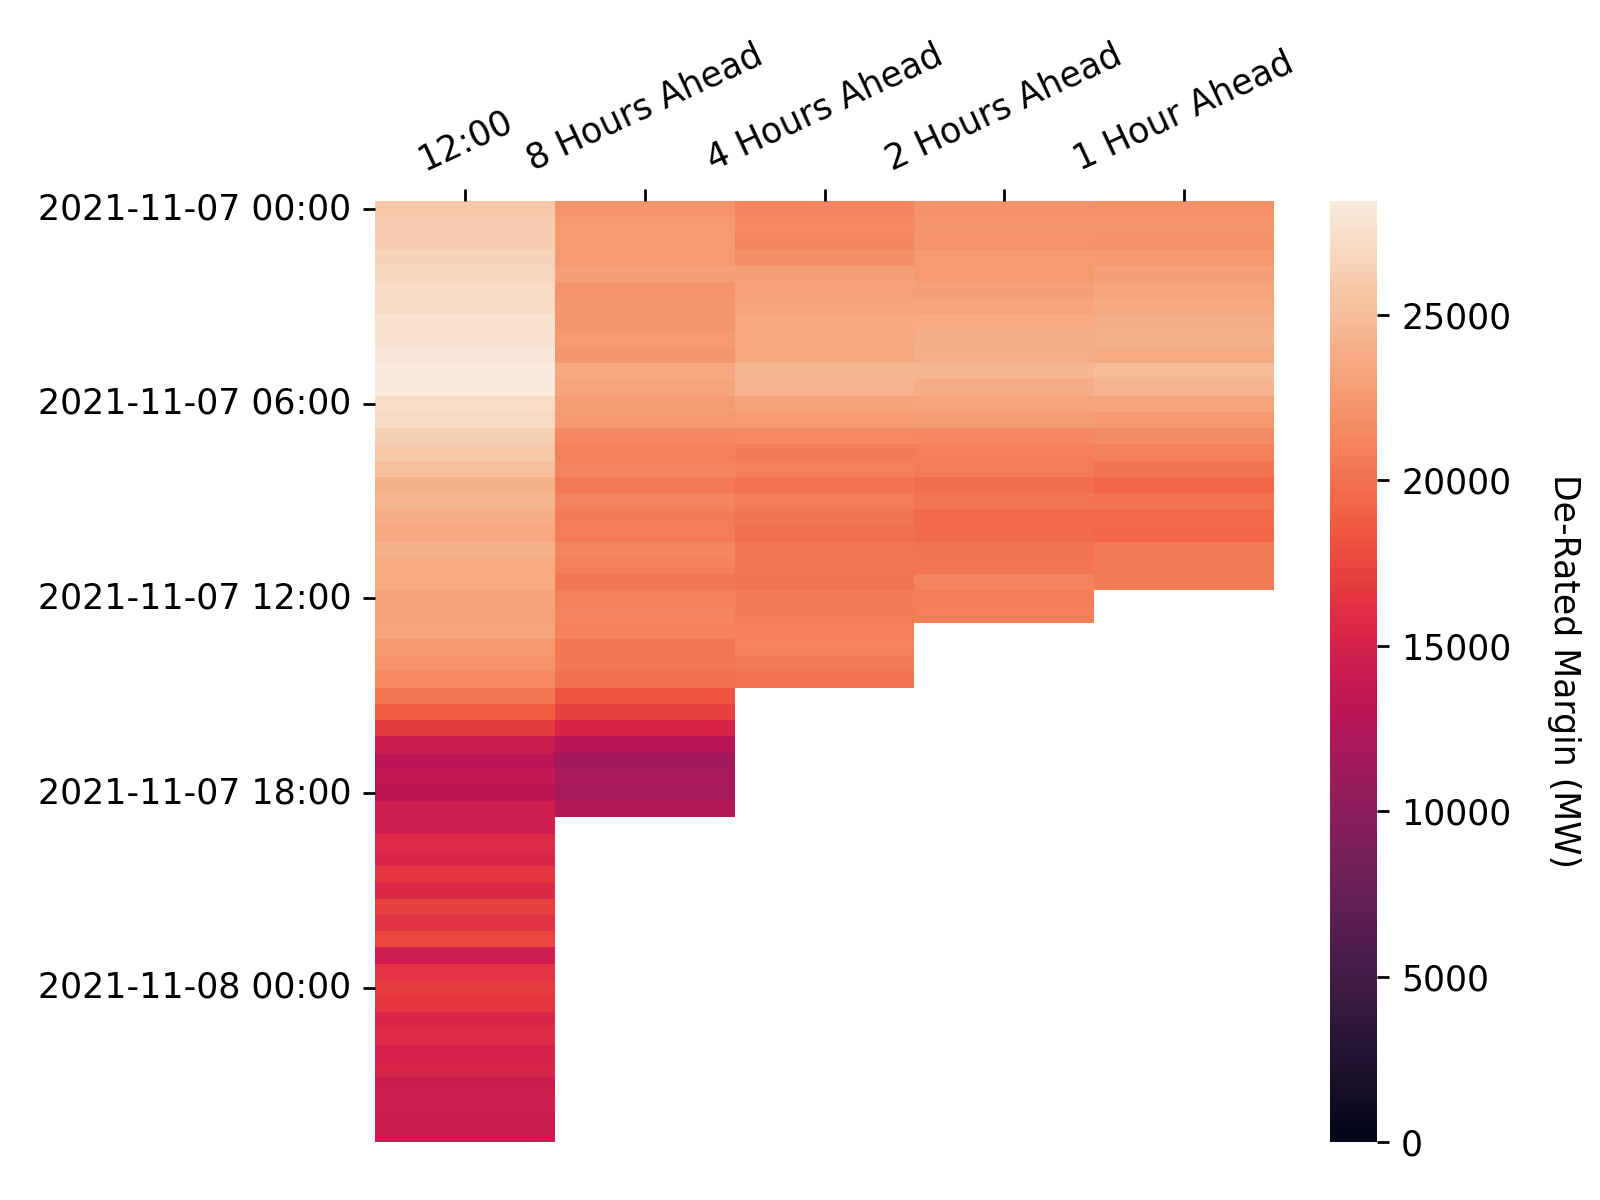 12:00
8 Hours Ahead
4 Hours Ahead
2 Hours Ahead
1 Hour Ahead
2021-11-07 00:00
2021-11-07 06:00
2021-11-07 12:00
2021-11-07 18:00
2021-11-08 00:00
25000
20000
15000
10000
5000
0
De-Rated Margin (MW)